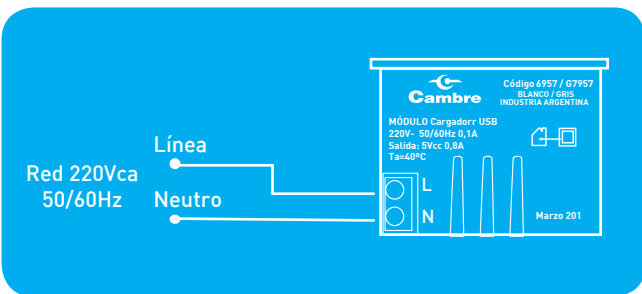 Red 220Vca
50/60Hz
Línea
Neutro
Cambre
Código 6957 / G7957
BLANCO / GRIS
INDUSTRIA ARGENTINA
MÓDULO Cargadorr USB
220V- 50/60Hz 0,1A
Salida: 5Vcc 0,8A
Ta=40ºC
L
N
Marzo 201